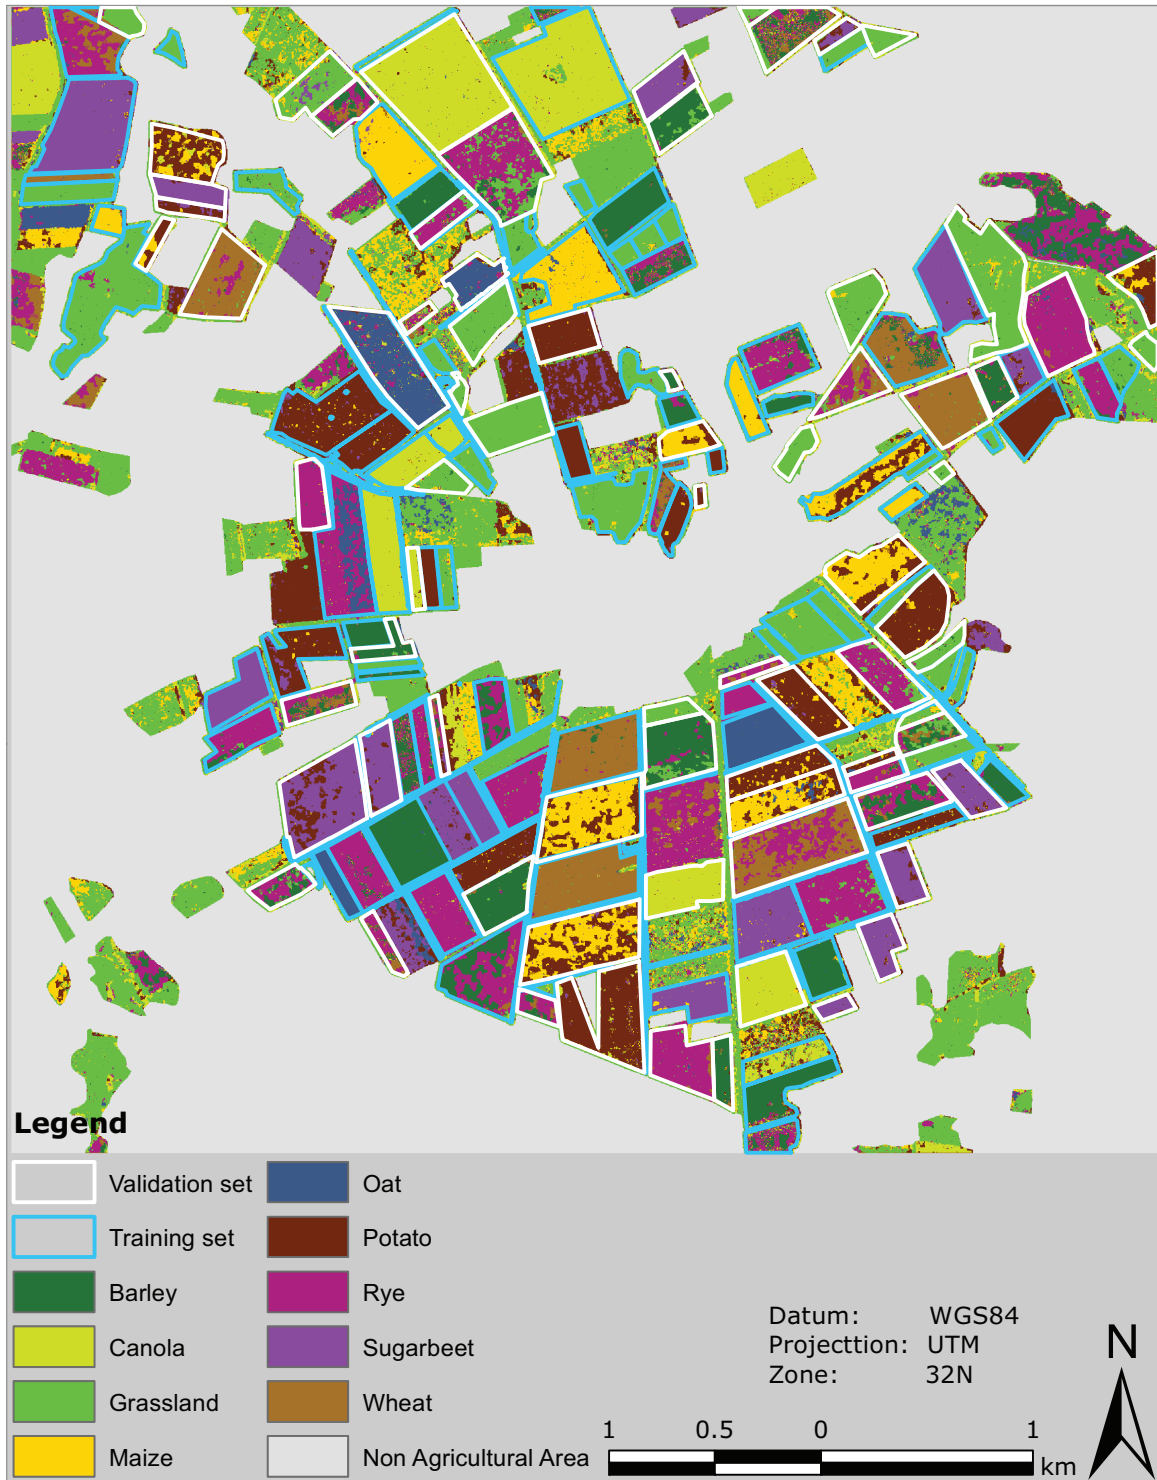 Legend
Validation set
Training set
Barley
Canola
Grassland
Maize
Oat
Potato
Rye
Sugarbeet
Wheat
Non Agricultural Area
Datum: WGS84
Projecttion: UTM
Zone: 32N
N
1 0.5 0 1
km